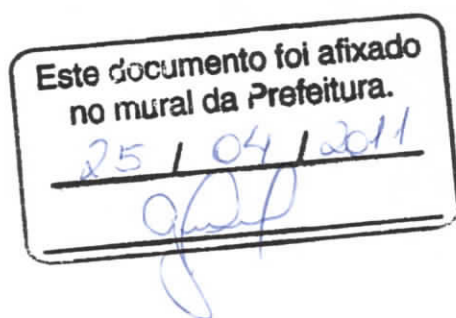 Este documento foi afixado
no mural da Prefeitura.
25 / 04 / 2011